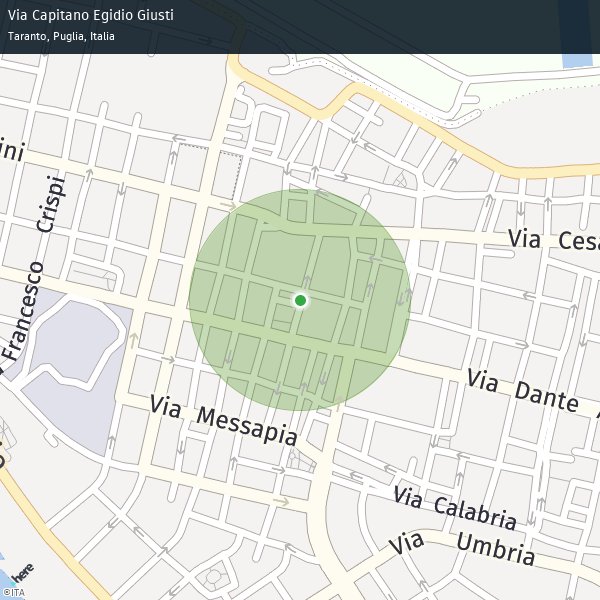 Via Capitano Egidio Giusti
Taranto, Puglia, Italia
ini
Francesco Crispi
Via Cesa
Via Dante A
Via Messapia
Via Calabria
Via Umbria
here
©ITA